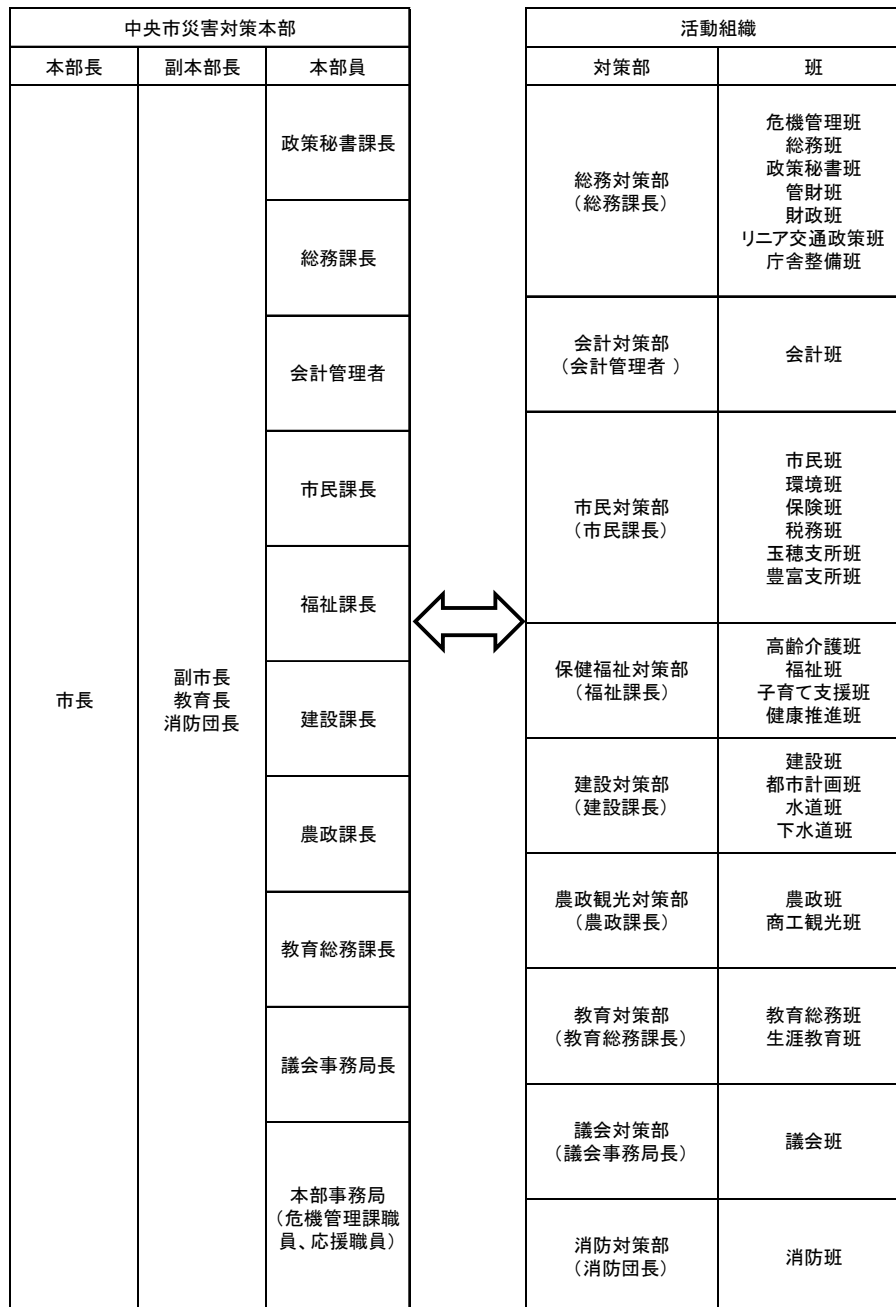 中央市災害対策本部
本部長
副本部長
本部員
市長
副市長
教育長
消防団長
政策秘書課長
総務課長
会計管理者
市民課長
福祉課長
建設課長
農政課長
教育総務課長
議会事務局長
本部事務局
（危機管理課職
員、応援職員）
活動組織
対策部
班
総務対策部
（総務課長）
危機管理班
総務班
政策秘書班
管財班
財政班
リニア交通政策班
庁舎整備班
会計対策部
（会計管理者 ）
会計班
市民対策部
（市民課長）
市民班
環境班
保険班
税務班
玉穂支所班
豊富支所班
保健福祉対策部
（福祉課長）
高齢介護班
福祉班
子育て支援班
健康推進班
建設対策部
（建設課長）
建設班
都市計画班
水道班
下水道班
農政観光対策部
（農政課長）
農政班
商工観光班
教育対策部
（教育総務課長）
教育総務班
生涯教育班
議会対策部
（議会事務局長）
議会班
消防対策部
（消防団長）
消防班